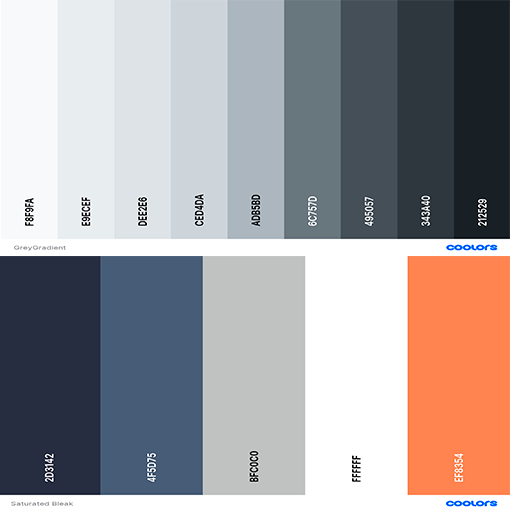 F8F9FA
E9ECEF
DEE2E6
CED4DA
ADB5BD
6C757D
495057
343A40
212529
GreyGradient
coolors
2D3142
4F5D75
BFC0C0
FFFFFF
EF8354
Saturated Bleak
coolors